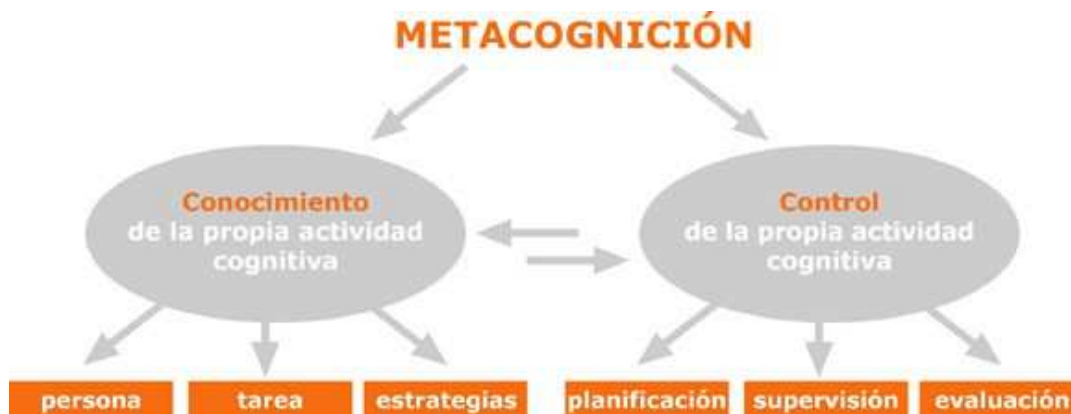 METACOGNICIÓN
Conocimiento
de la propia actividad
cognitiva
Control
de la propia actividad
cognitiva
persona
tarea
estrategias
planificación
supervisión
evaluación